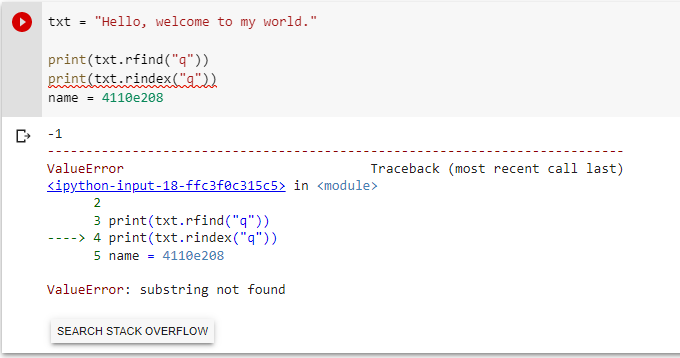 txt = "Hello, welcome to my world."
print(txt.rfind("q"))
print(txt.rindex("q"))
name = 4110e208
-1
---------------------------------------------------------------------------
ValueError                                Traceback (most recent call last)
<ipython-input-18-ffc3f0c315c5> in <module>
      2
      3 print(txt.rfind("q"))
----> 4 print(txt.rindex("q"))
      5 name = 4110e208
ValueError: substring not found
SEARCH STACK OVERFLOW